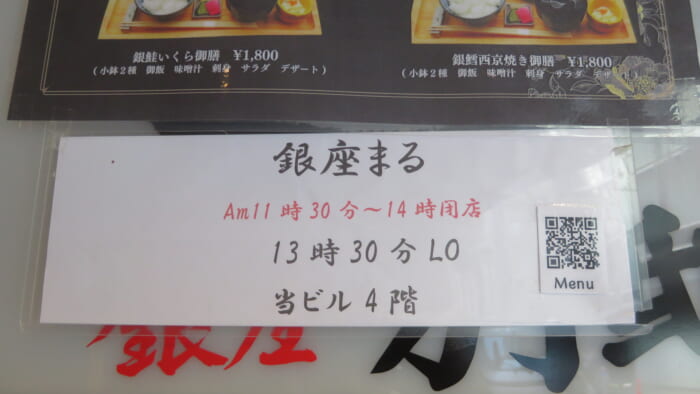 銀鮭いくら御膳 ¥1,800
(小鉢2種 御飯 味噌汁 刺身 サラダ デザート)
銀鱈西京焼き御膳 ¥1,800
(小鉢2種 御飯 味噌汁 刺身 サラダ デザート)
銀座まる
Am11時30分～14時閉店
13時30分LO
当ビル4階
Menu
銀座